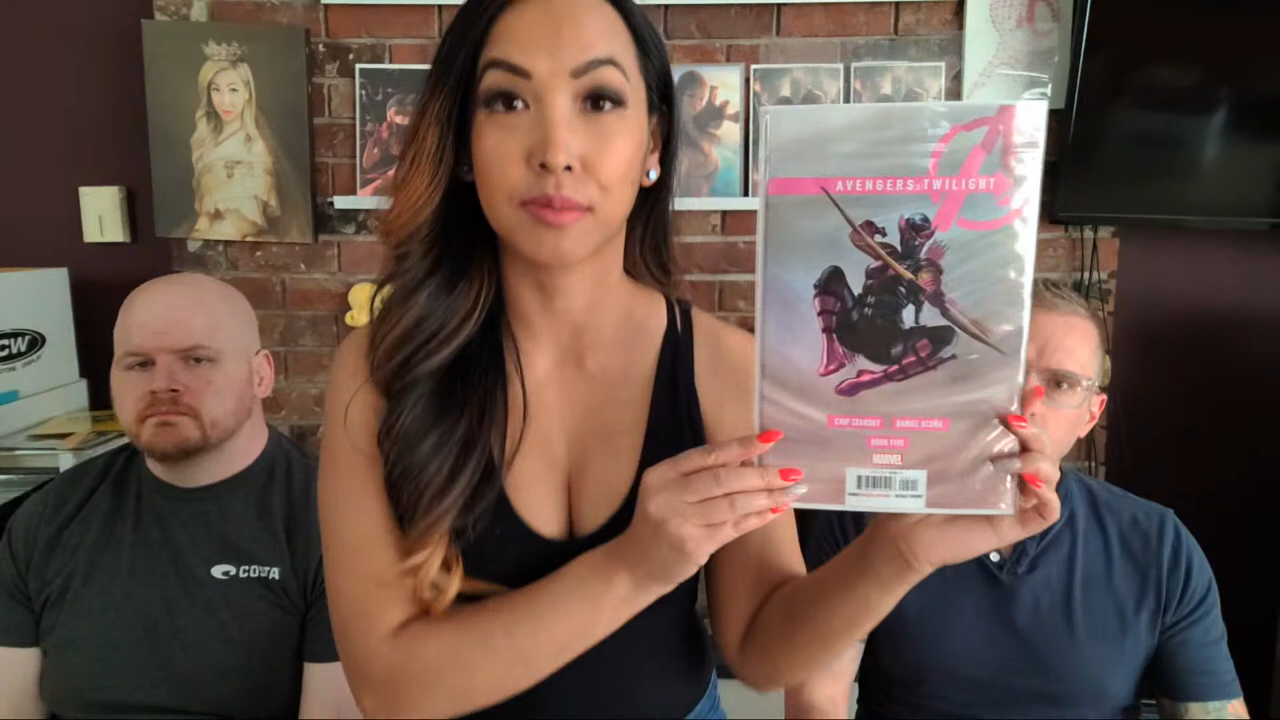 AVENGERS: TWILIGHT
CHIP ZDARSKY DANIEL ACUÑA
BOOK FIVE
MARVEL
CW
COSTA